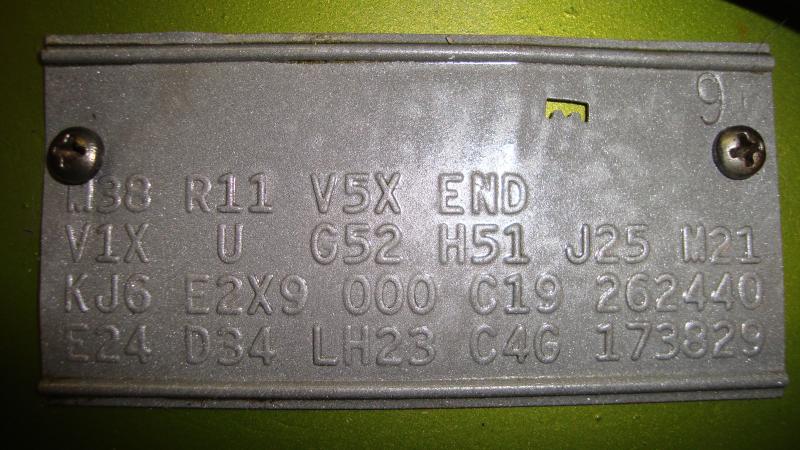 9
M38 R11 V5X END
V1X U G52 H51 J25 M21
KJ6 E2X9 000 C19 262440
E24 D34 LH23 C4G 173829